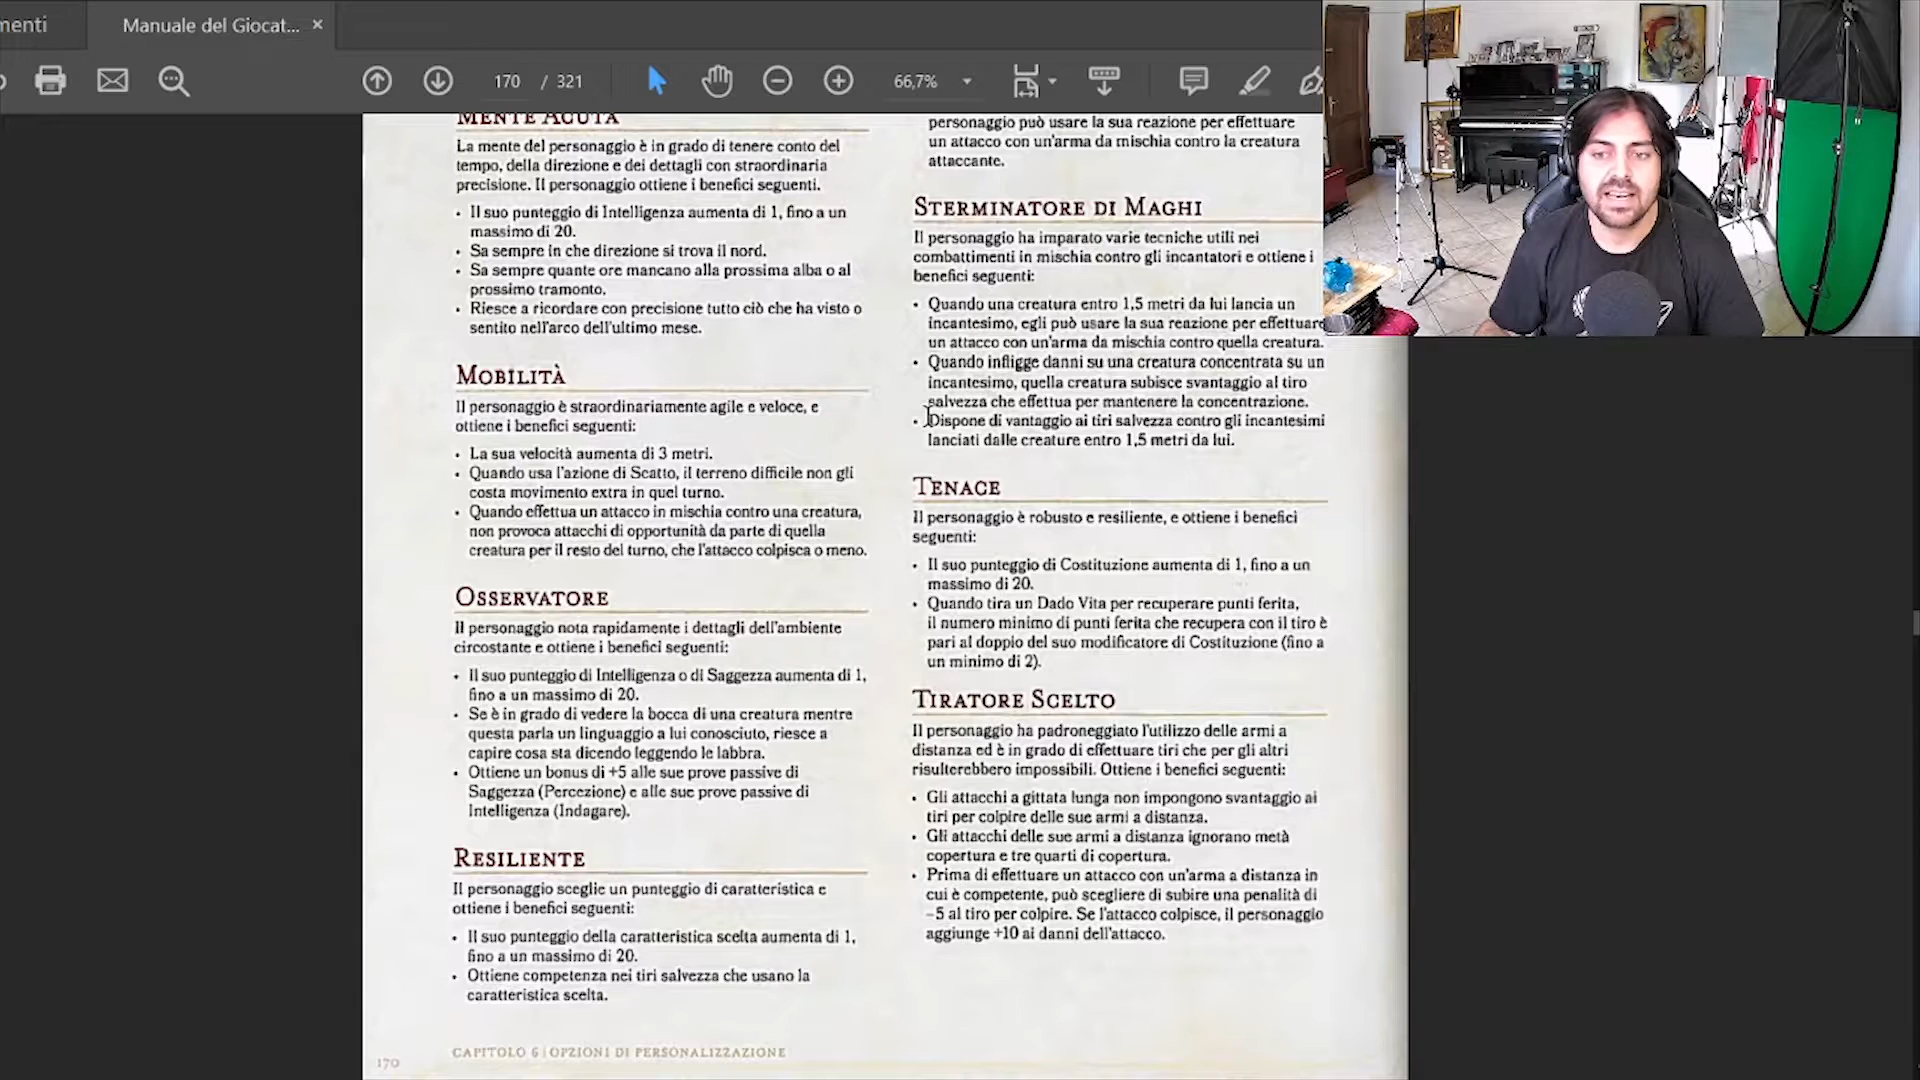 menti
Manuale del Giocat... ×
170 / 321
66,7%
MENTE ACUTA
La mente del personaggio è in grado di tenere conto del
tempo, della direzione e dei dettagli con straordinaria
precisione. Il personaggio ottiene i benefici seguenti.
• Il suo punteggio di Intelligenza aumenta di 1, fino a un
massimo di 20.
• Sa sempre in che direzione si trova il nord.
• Sa sempre quante ore mancano alla prossima alba o al
prossimo tramonto.
• Riesce a ricordare con precisione tutto ciò che ha visto o
sentito nell'arco dell'ultimo mese.
MOBILITÀ
Il personaggio è straordinariamente agile e veloce, e
ottiene i benefici seguenti:
• La sua velocità aumenta di 3 metri.
• Quando usa l'azione di Scatto, il terreno difficile non gli
costa movimento extra in quel turno.
• Quando effettua un attacco in mischia contro una creatura,
non provoca attacchi di opportunità da parte di quella
creatura per il resto del turno, che l'attacco colpisca o meno.
OSSERVATORE
Il personaggio nota rapidamente i dettagli dell'ambiente
circostante e ottiene i benefici seguenti:
• Il suo punteggio di Intelligenza o di Saggezza aumenta di 1,
fino a un massimo di 20.
• Se è in grado di vedere la bocca di una creatura mentre
questa parla un linguaggio a lui conosciuto, riesce a
capire cosa sta dicendo leggendo le labbra.
• Ottiene un bonus di +5 alle sue prove passive di
Saggezza (Percezione) e alle sue prove passive di
Intelligenza (Indagare).
RESILIENTE
Il personaggio sceglie un punteggio di caratteristica e
ottiene i benefici seguenti:
• Il suo punteggio della caratteristica scelta aumenta di 1,
fino a un massimo di 20.
• Ottiene competenza nei tiri salvezza che usano la
caratteristica scelta.
personaggio può usare la sua reazione per effettuare
un attacco con un'arma da mischia contro la creatura
attaccante.
STERMINATORE DI MAGHI
Il personaggio ha imparato varie tecniche utili nei
combattimenti in mischia contro gli incantatori e ottiene i
benefici seguenti:
• Quando una creatura entro 1,5 metri da lui lancia un
incantesimo, egli può usare la sua reazione per effettuare
un attacco con un'arma da mischia contro quella creatura.
• Quando infligge danni su una creatura concentrata su un
incantesimo, quella creatura subisce svantaggio al tiro
salvezza che effettua per mantenere la concentrazione.
• Dispone di vantaggio ai tiri salvezza contro gli incantesimi
lanciati dalle creature entro 1,5 metri da lui.
TENACE
Il personaggio è robusto e resiliente, e ottiene i benefici
seguenti:
• Il suo punteggio di Costituzione aumenta di 1, fino a un
massimo di 20.
• Quando tira un Dado Vita per recuperare punti ferita,
il numero minimo di punti ferita che recupera con il tiro è
pari al doppio del suo modificatore di Costituzione (fino a
un minimo di 2).
TIRATORE SCELTO
Il personaggio ha padroneggiato l'utilizzo delle armi a
distanza ed è in grado di effettuare tiri che per gli altri
risulterebbero impossibili. Ottiene i benefici seguenti:
• Gli attacchi a gittata lunga non impongono svantaggio ai
tiri per colpire delle sue armi a distanza.
• Gli attacchi delle sue armi a distanza ignorano metà
copertura e tre quarti di copertura.
• Prima di effettuare un attacco con un'arma a distanza in
cui è competente, può scegliere di subire una penalità di
–5 al tiro per colpire. Se l'attacco colpisce, il personaggio
aggiunge +10 ai danni dell'attacco.
170
CAPITOLO 6 | OPZIONI DI PERSONALIZZAZIONE